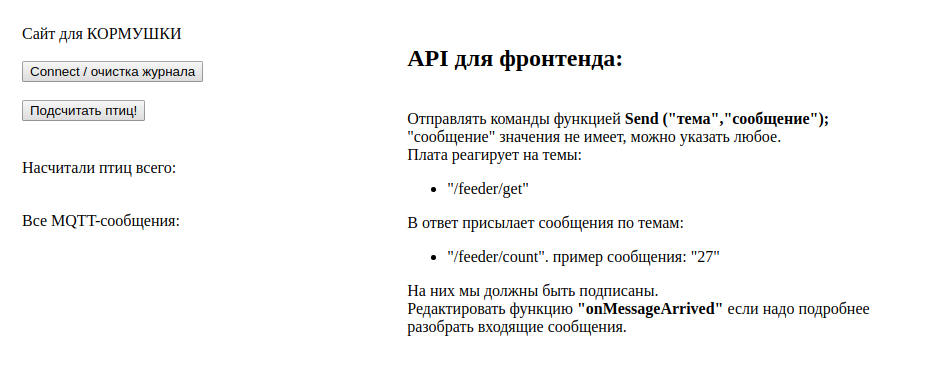 Сайт для КОРМУШКИ
Connect / очистка журнала
Подсчитать птиц!
Насчитали птиц всего:
Все MQTT-сообщения:
API для фронтенда:
Отправлять команды функцией Send ("тема","сообщение");
"сообщение" значения не имеет, можно указать любое.
Плата реагирует на темы:
• "/feeder/get"
В ответ присылает сообщения по темам:
• "/feeder/count". пример сообщения: "27"
На них мы должны быть подписаны.
Редактировать функцию "onMessageArrived" если надо подробнее
разобрать входящие сообщения.